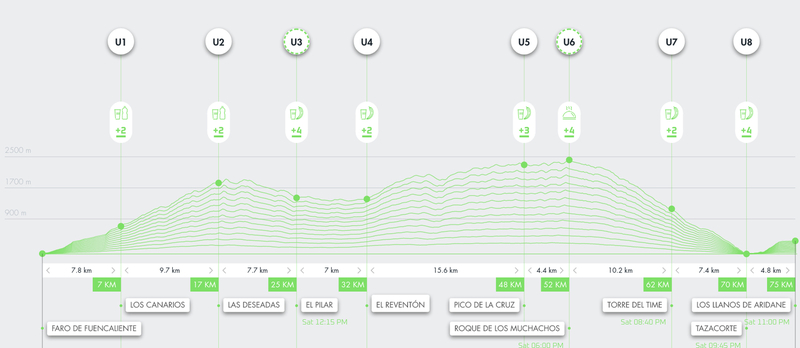 U1 U2 U3 U4 U5 U6 U7 U8
+2 +2 +4 +2 +3 +4 +2 +4
2500 m
1700 m
900 m
7.8 km 9.7 km 7.7 km 7 km 15.6 km 4.4 km 10.2 km 7.4 km 4.8 km
7 KM 17 KM 25 KM 32 KM 48 KM 52 KM 62 KM 70 KM 75 KM
LOS CANARIOS LAS DESEADAS EL PILAR EL REVENTÓN PICO DE LA CRUZ TORRE DEL TIME LOS LLANOS DE ARIDANE
Sat 12:15 PM Sat 08:40 PM Sat 11:00 PM
FARO DE FUENCALIENTE ROQUE DE LOS MUCHACHOS TAZACORTE
Sat 06:00 PM Sat 09:45 PM